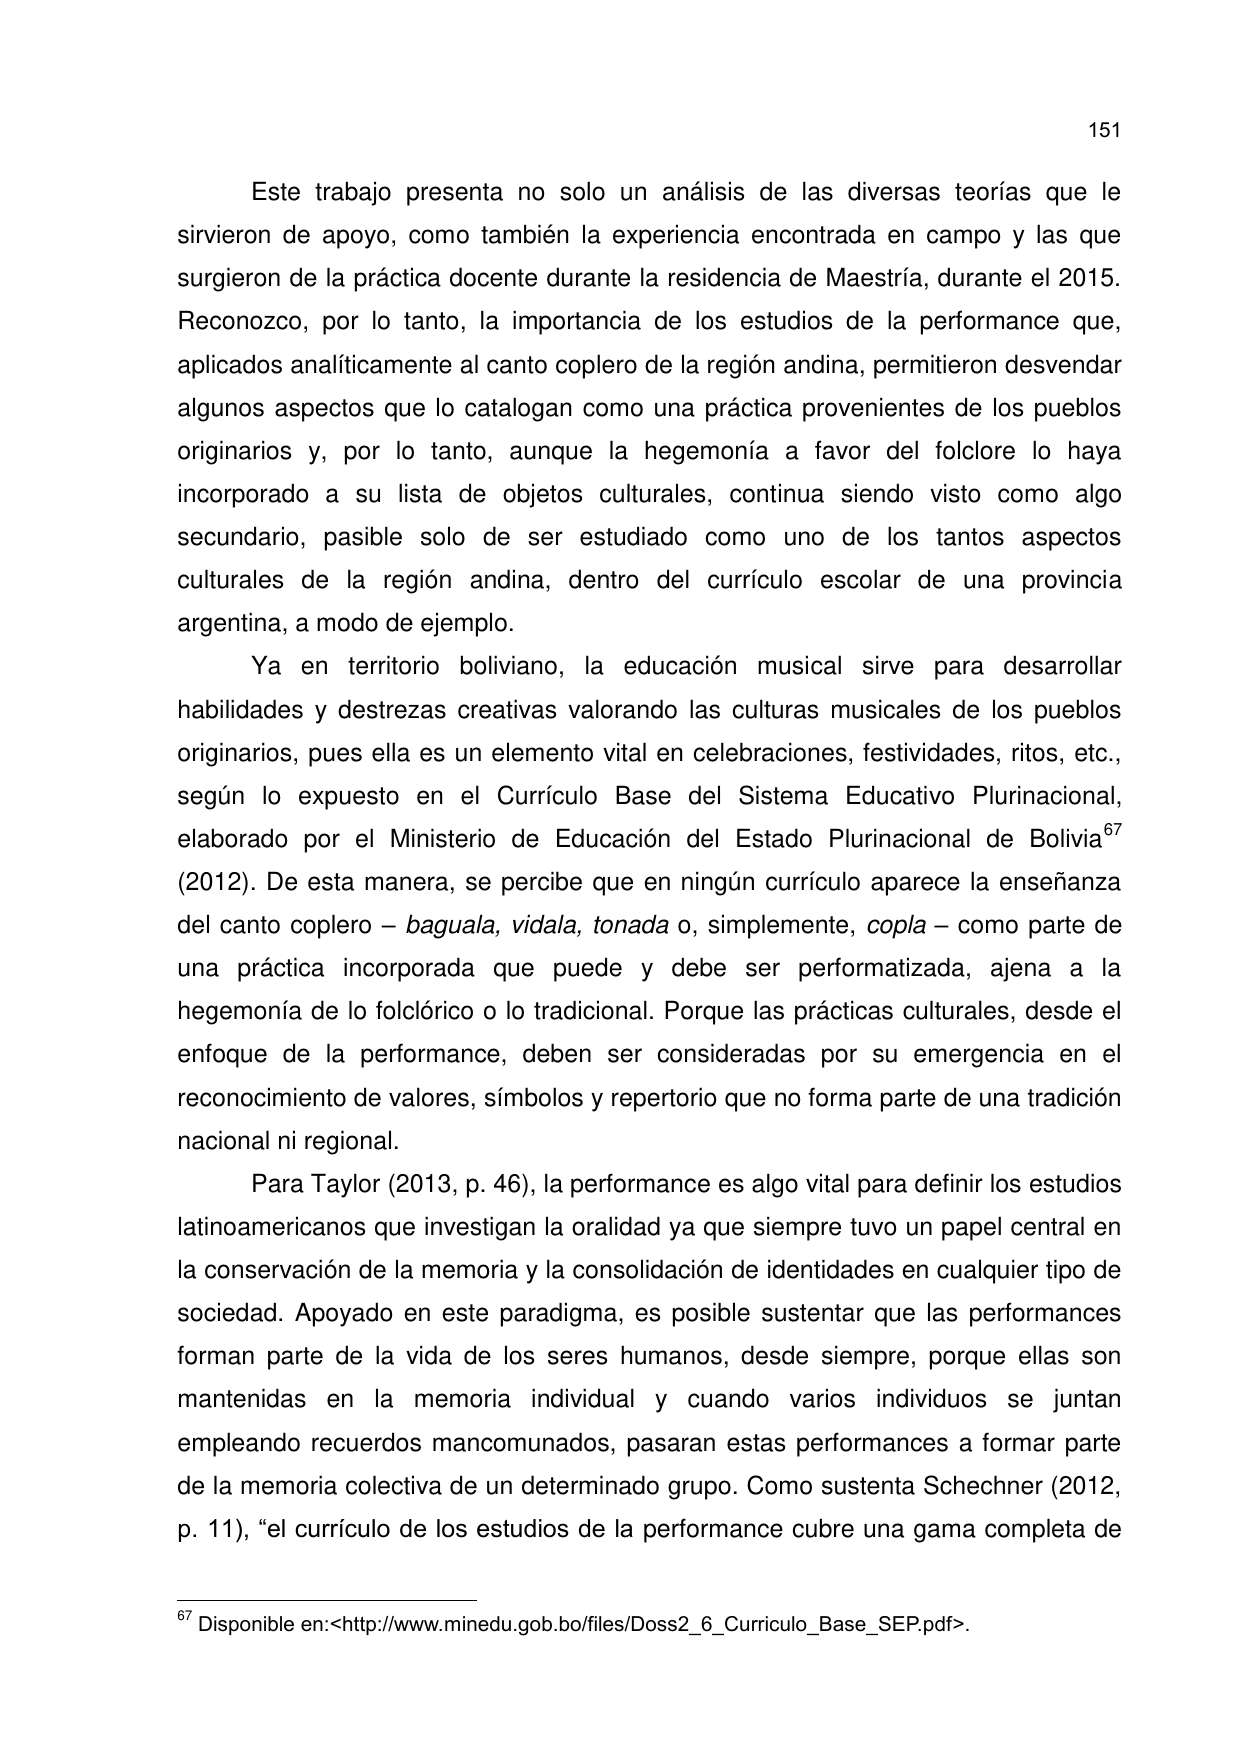 151
Este trabajo presenta no solo un análisis de las diversas teorías que le
sirvieron de apoyo, como también la experiencia encontrada en campo y las que
surgieron de la práctica docente durante la residencia de Maestría, durante el 2015.
Reconozco, por lo tanto, la importancia de los estudios de la performance que,
aplicados analíticamente al canto coplero de la región andina, permitieron desvendar
algunos aspectos que lo catalogan como una práctica provenientes de los pueblos
originarios y, por lo tanto, aunque la hegemonía a favor del folclore lo haya
incorporado a su lista de objetos culturales, continua siendo visto como algo
secundario, pasible solo de ser estudiado como uno de los tantos aspectos
culturales de la región andina, dentro del currículo escolar de una provincia
argentina, a modo de ejemplo.
Ya en territorio boliviano, la educación musical sirve para desarrollar
habilidades y destrezas creativas valorando las culturas musicales de los pueblos
originarios, pues ella es un elemento vital en celebraciones, festividades, ritos, etc.,
según lo expuesto en el Currículo Base del Sistema Educativo Plurinacional,
elaborado por el Ministerio de Educación del Estado Plurinacional de Bolivia67
(2012). De esta manera, se percibe que en ningún currículo aparece la enseñanza
del canto coplero – baguala, vidala, tonada o, simplemente, copla – como parte de
una práctica incorporada que puede y debe ser performatizada, ajena a la
hegemonía de lo folclórico o lo tradicional. Porque las prácticas culturales, desde el
enfoque de la performance, deben ser consideradas por su emergencia en el
reconocimiento de valores, símbolos y repertorio que no forma parte de una tradición
nacional ni regional.
Para Taylor (2013, p. 46), la performance es algo vital para definir los estudios
latinoamericanos que investigan la oralidad ya que siempre tuvo un papel central en
la conservación de la memoria y la consolidación de identidades en cualquier tipo de
sociedad. Apoyado en este paradigma, es posible sustentar que las performances
forman parte de la vida de los seres humanos, desde siempre, porque ellas son
mantenidas en la memoria individual y cuando varios individuos se juntan
empleando recuerdos mancomunados, pasaran estas performances a formar parte
de la memoria colectiva de un determinado grupo. Como sustenta Schechner (2012,
p. 11), “el currículo de los estudios de la performance cubre una gama completa de
67 Disponible en:<http://www.minedu.gob.bo/files/Doss2_6_Curriculo_Base_SEP.pdf>.